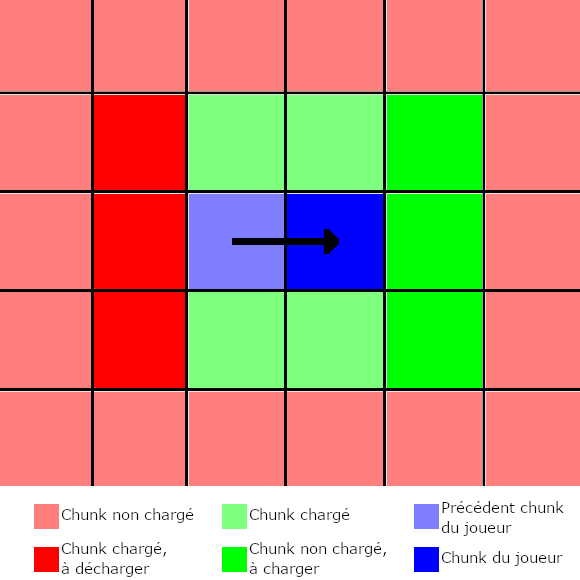 Chunk non chargé
Chunk chargé
Précédent chunk
du joueur
Chunk chargé,
à décharger
Chunk non chargé,
à charger
Chunk du joueur